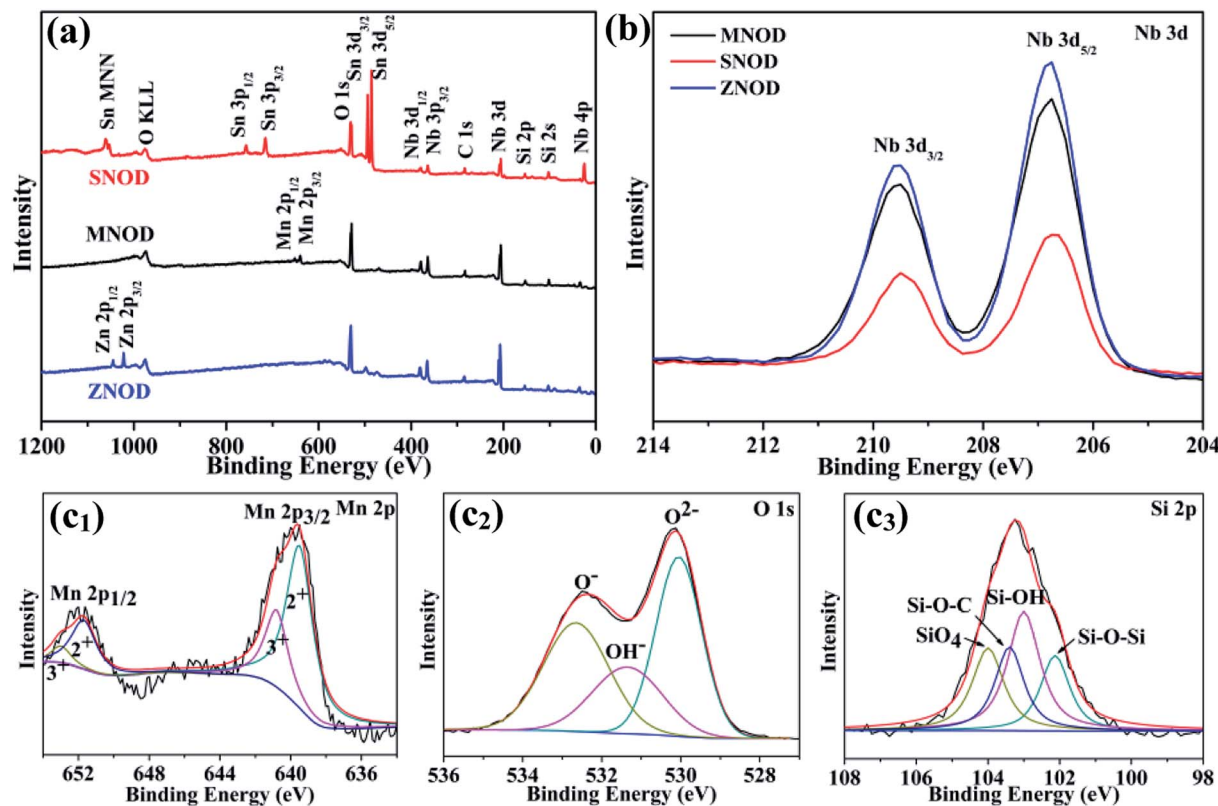 (a)
Sn MNN
O KLL
Sn 3p1/2
Sn 3p3/2
O 1s
Sn 3d3/2
Sn 3d5/2
Nb 3d1/2
Nb 3p3/2
C 1s
Nb 3d
Si 2p
Si 2s
Nb 4p
SNOD
Mn 2p1/2
Mn 2p3/2
MNOD
Zn 2p1/2
Zn 2p3/2
ZNOD
Intensity
1200 1000 800 600 400 200 0
Binding Energy (eV)
(b)
MNOD
SNOD
ZNOD
Nb 3d
Nb 3d5/2
Nb 3d3/2
Intensity
214 212 210 208 206 204
Binding Energy (eV)
(c1)
Mn 2p3/2
Mn 2p
Mn 2p1/2
2+
3+
2+
3+
Intensity
652 648 644 640 636
Binding Energy (eV)
(c2)
O 1s
O2-
O-
OH-
Intensity
536 534 532 530 528
Binding Energy (eV)
(c3)
Si 2p
Si-O-C
Si-OH
SiO4
Si-O-Si
Intensity
108 106 104 102 100 98
Binding Energy (eV)